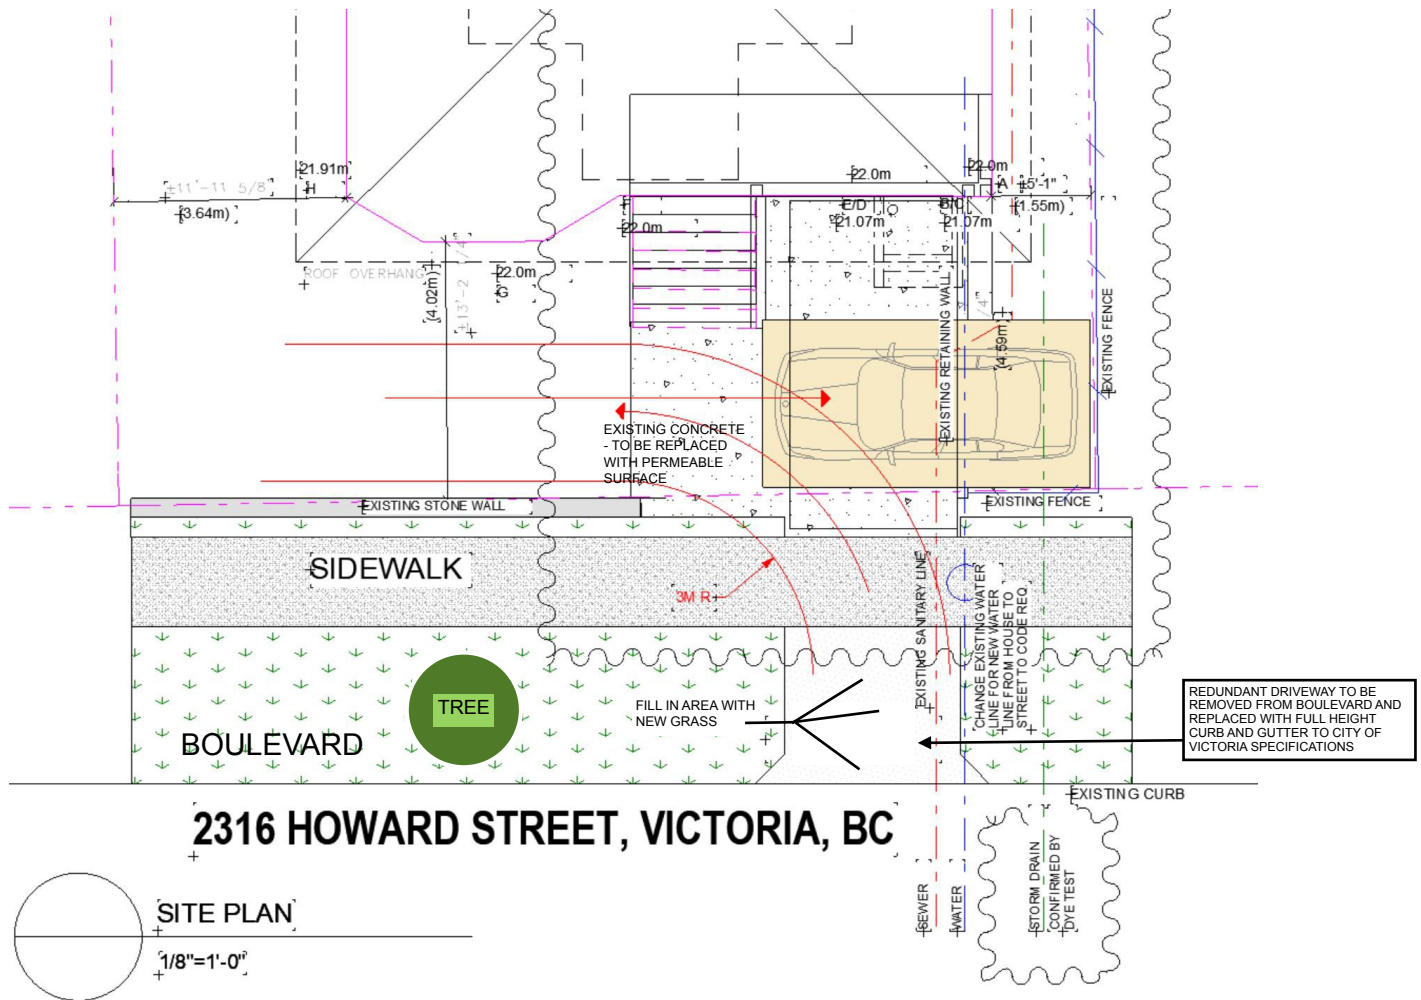 21.91m
H
±11'-11 5/8"
(3.64m)
22.0m
22.0m
A
±5'-1"
(1.55m)
F
22.0m
E/D
21.07m
B/C
21.07m
ROOF OVERHANG
(4.02m)
±13'-2 1/4"
22.0m
G
EXISTING RETAINING WALL
(4.59m)
EXISTING FENCE
EXISTING CONCRETE
- TO BE REPLACED
WITH PERMEABLE
SURFACE
EXISTING STONE WALL
EXISTING FENCE
SIDEWALK
3M R
EXISTING SANITARY LINE
CHANGE EXISTING WATER
LINE FOR NEW WATER
LINE FROM HOUSE TO
STREET TO CODE REQ.
TREE
BOULEVARD
FILL IN AREA WITH
NEW GRASS
REDUNDANT DRIVEWAY TO BE
REMOVED FROM BOULEVARD AND
REPLACED WITH FULL HEIGHT
CURB AND GUTTER TO CITY OF
VICTORIA SPECIFICATIONS
EXISTING CURB
2316 HOWARD STREET, VICTORIA, BC
SEWER
WATER
STORM DRAIN
CONFIRMED BY
DYE TEST
SITE PLAN
1/8"=1'-0"